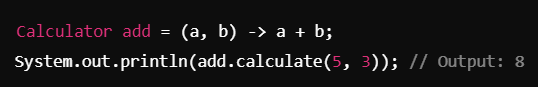 Calculator add = (a, b) -> a + b;
System.out.println(add.calculate(5, 3)); // Output: 8